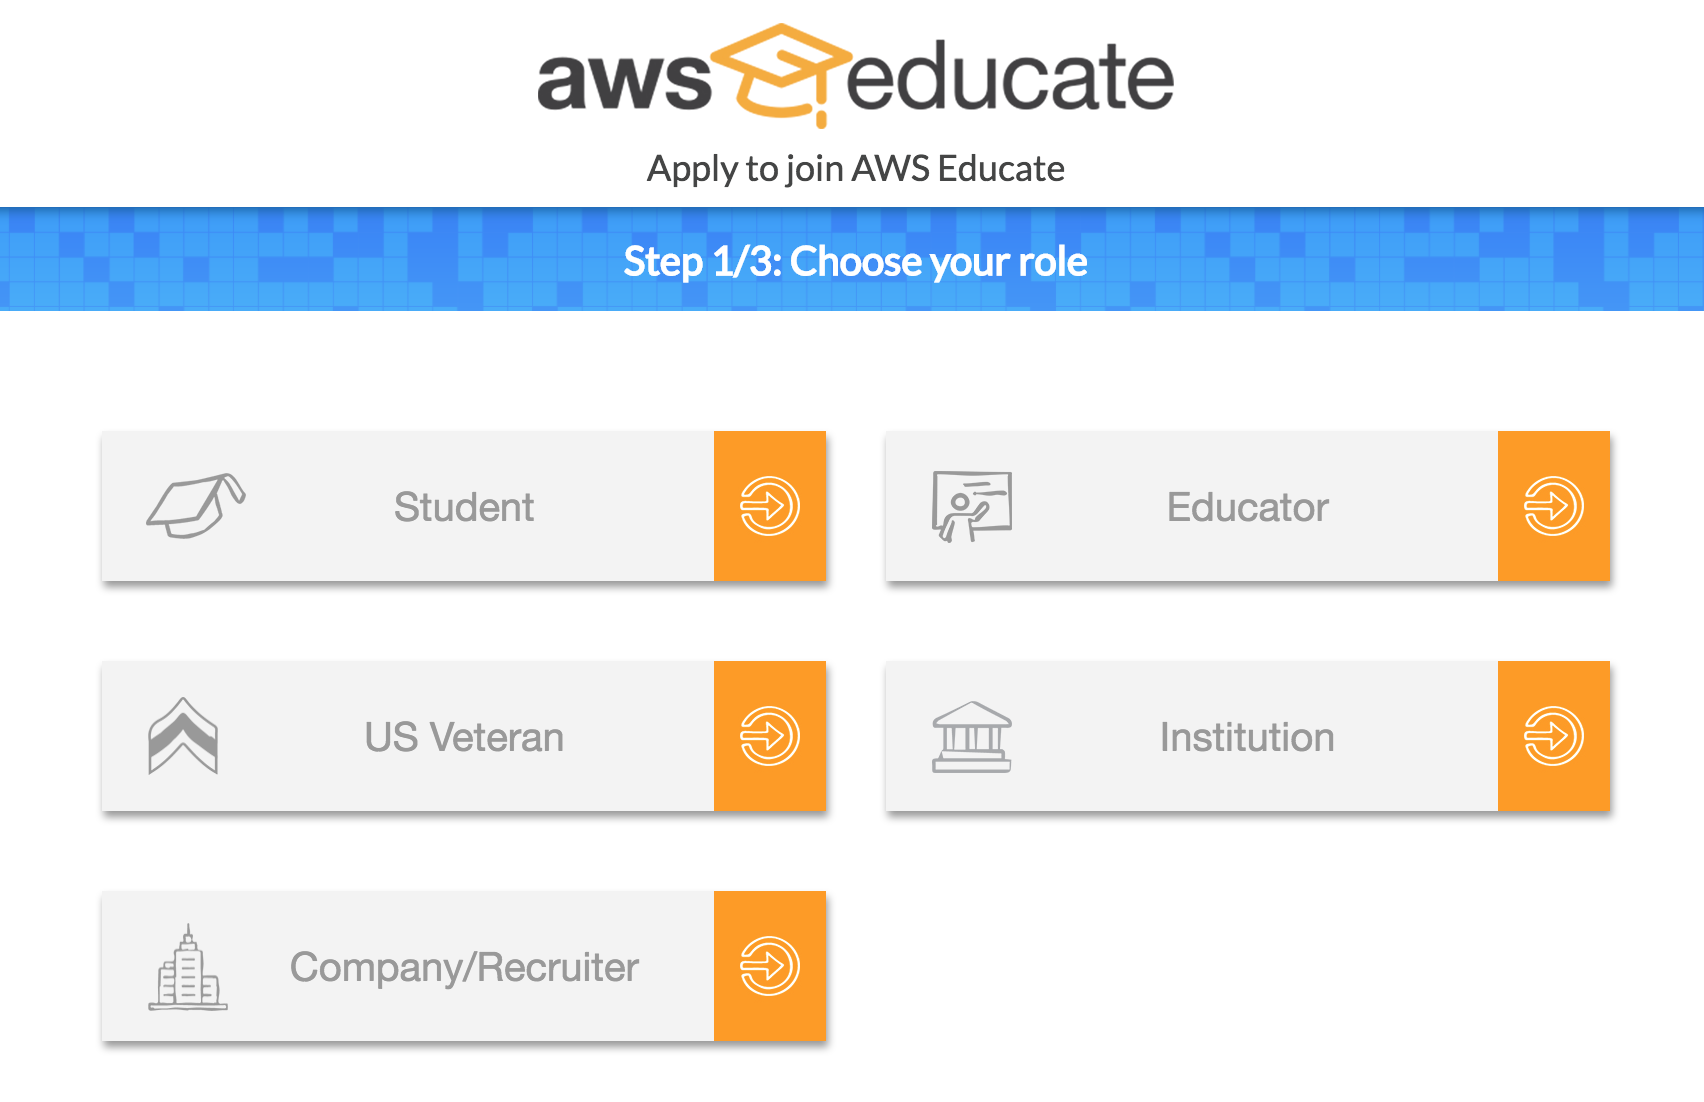 aws educate
Apply to join AWS Educate
Step 1/3: Choose your role
Student
Educator
US Veteran
Institution
Company/Recruiter